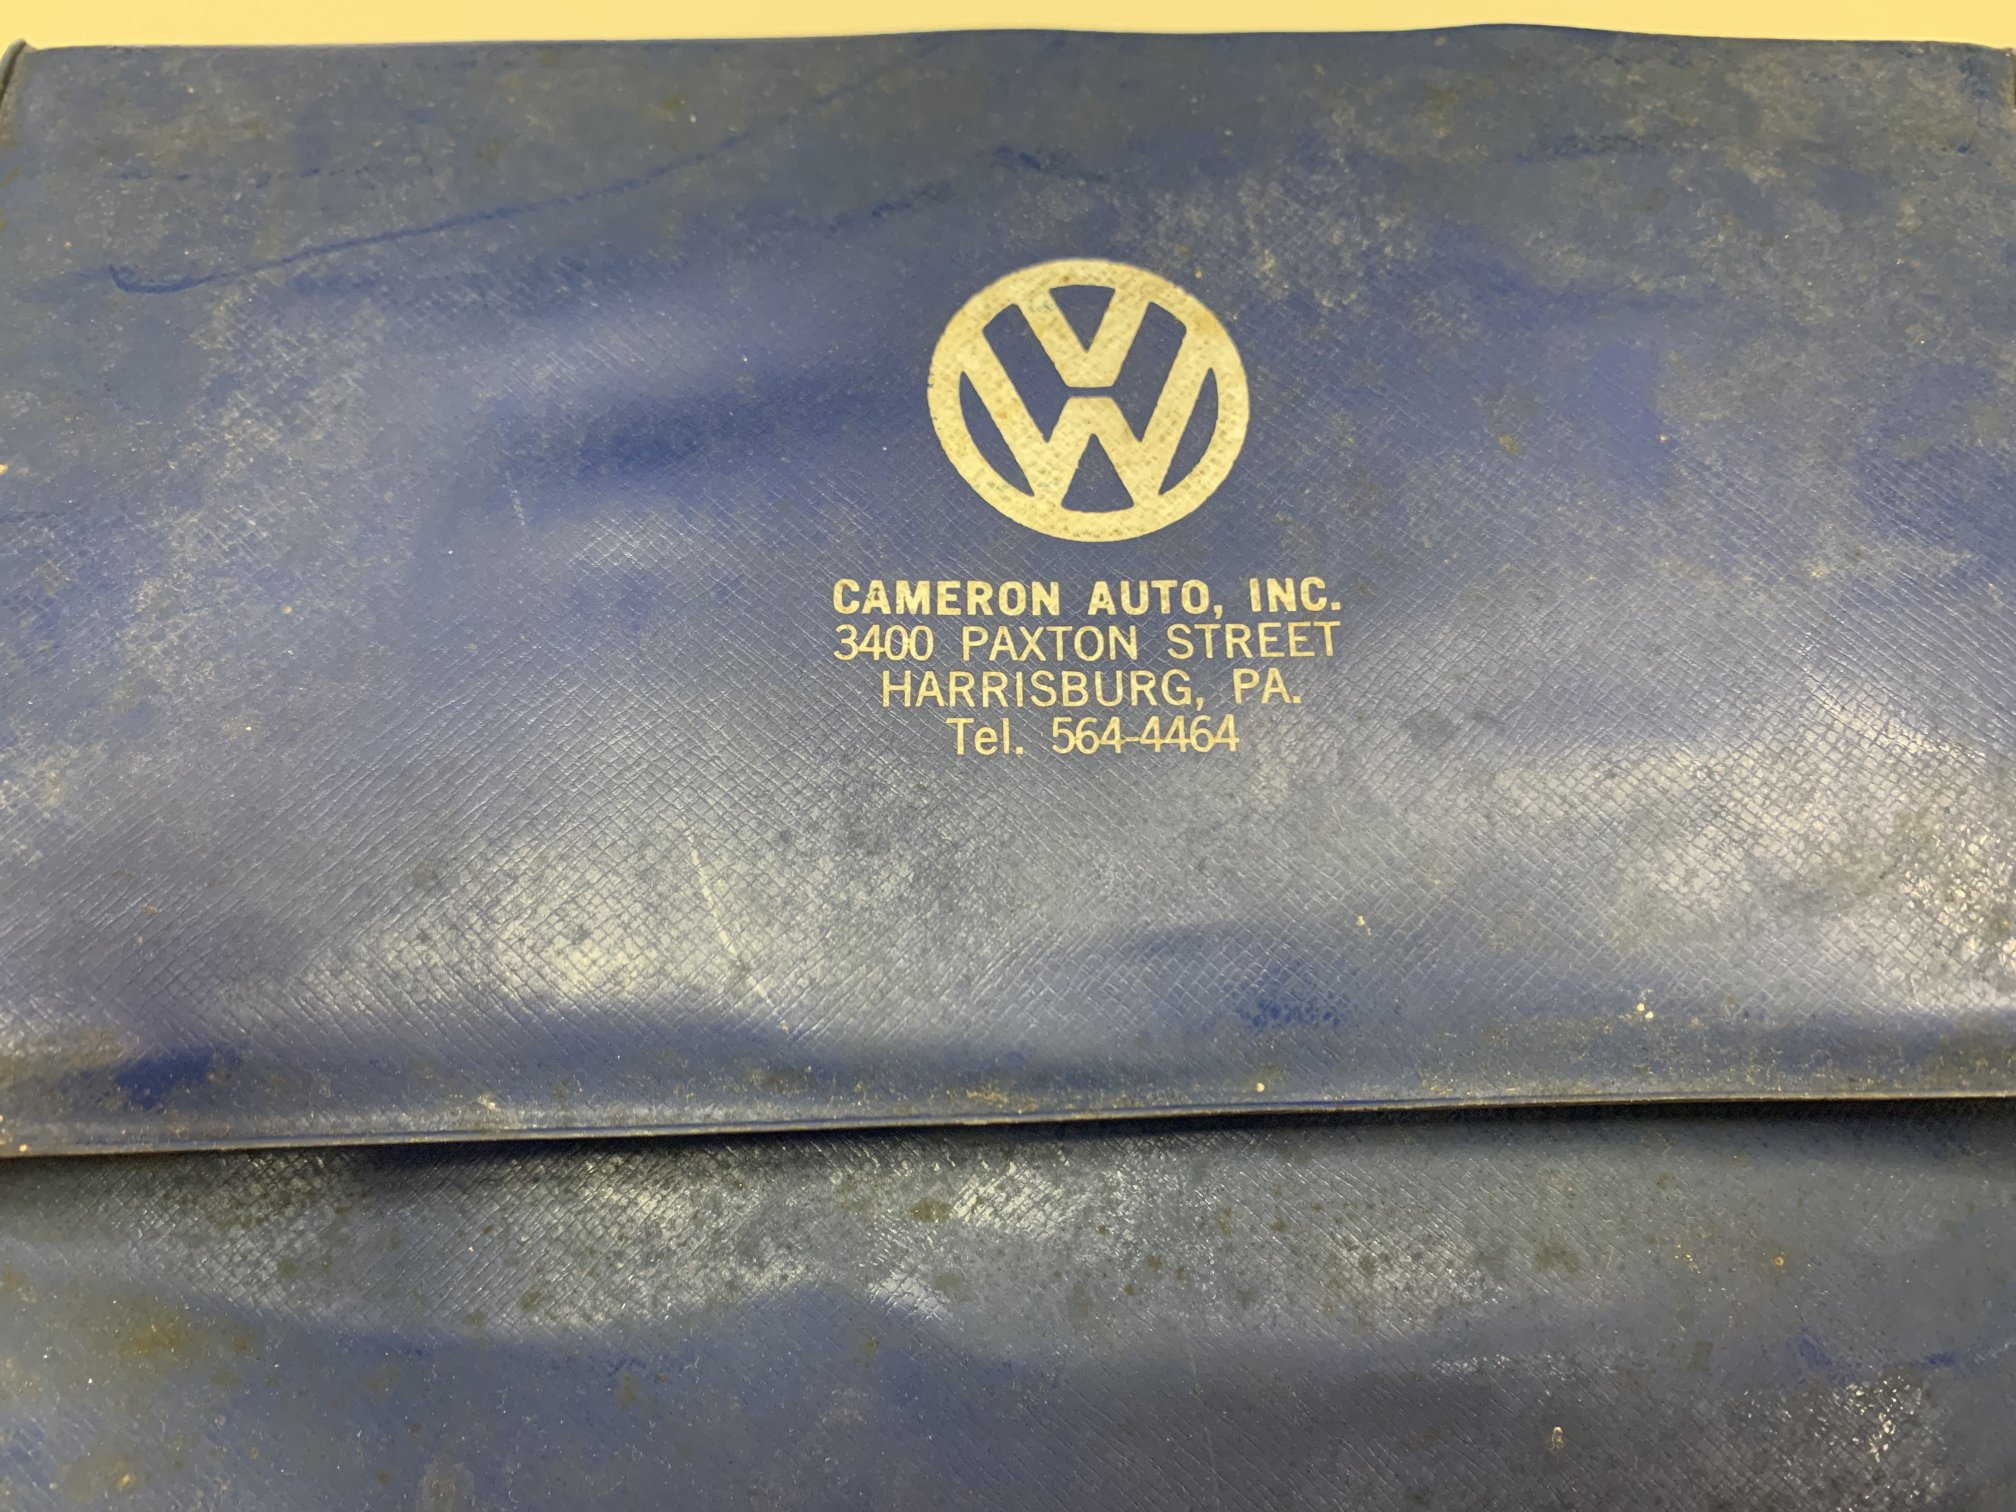 VW
CAMERON AUTO, INC.
3400 PAXTON STREET
HARRISBURG, PA.
Tel. 564-4464